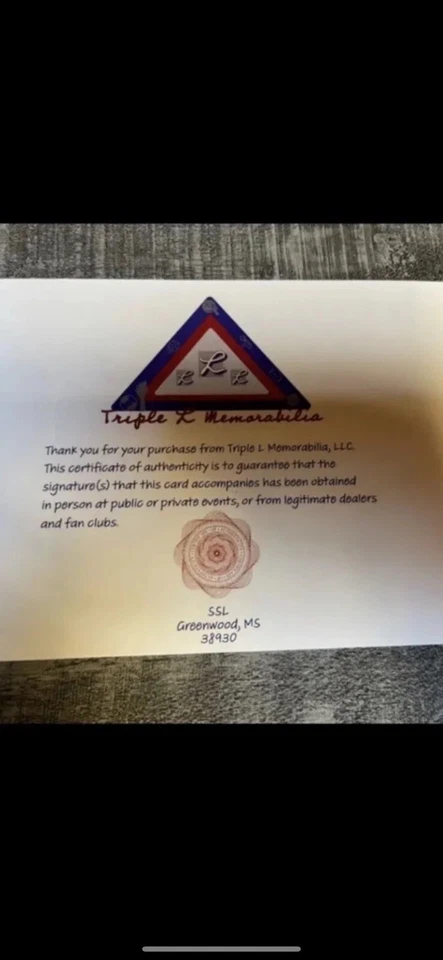 L L L
Triple L Memorabilia
Thank you for your purchase from Triple L Memorabilia, LLC.
This certificate of authenticity is to guarantee that the
signature(s) that this card accompanies has been obtained
in person at public or private events, or from legitimate dealers
and fan clubs.
SSL
Greenwood, MS
38930